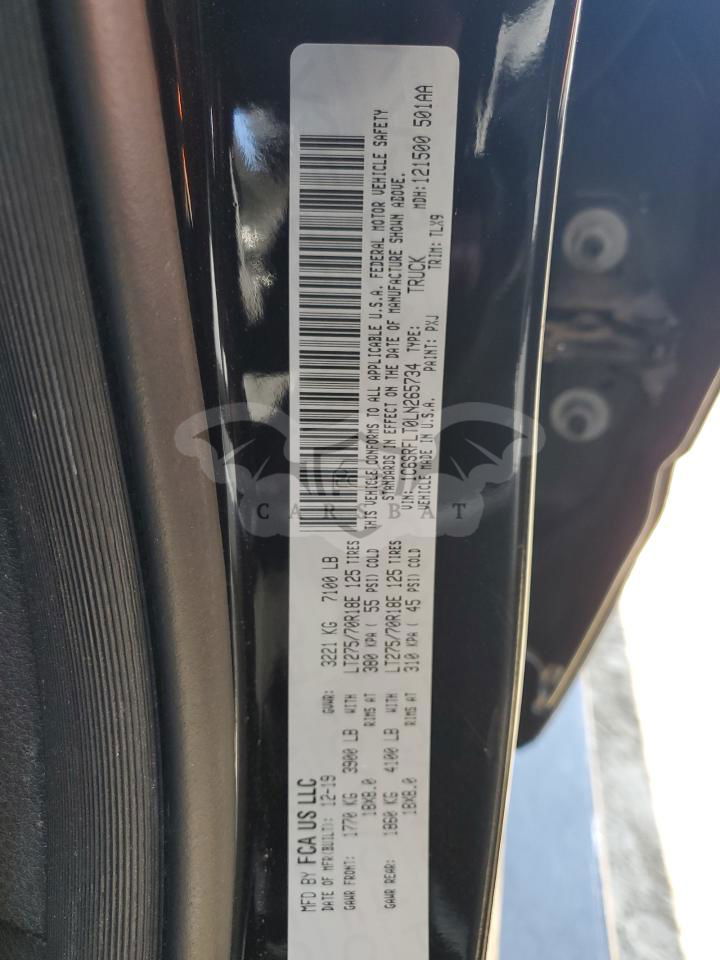 MFD BY FCA US LLC
DATE OF MFR(BUILT): 12-19 GVWR: 3221 KG 7100 LB
GAWR FRONT: 1770 KG 3900 LB WITH LT275/70R18E 125 TIRES
18X8.0 RIMS AT 380 KPA ( 55 PSI) COLD
GAWR REAR: 1860 KG 4100 LB WITH LT275/70R18E 125 TIRES
18X8.0 RIMS AT 310 KPA ( 45 PSI) COLD
THIS VEHICLE CONFORMS TO ALL APPLICABLE U.S.A. FEDERAL MOTOR VEHICLE SAFETY
STANDARDS IN EFFECT ON THE DATE OF MANUFACTURE SHOWN ABOVE.
VIN: 1C6SRFLT0LN265734 TYPE: TRUCK MDH: 121500 501AA
VEHICLE MADE IN U.S.A. PAINT: PXJ TRIM: TLX9
CARSBAT